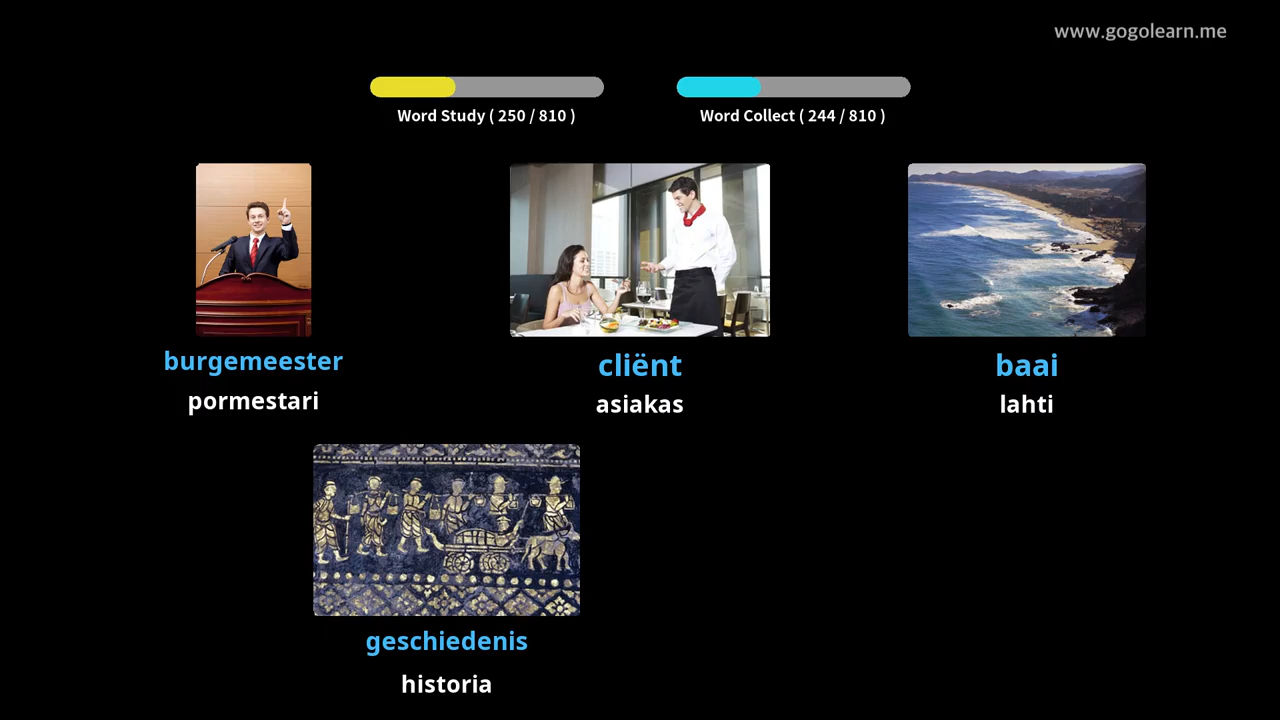 www.gogolearn.me
Word Study ( 250 / 810 )
Word Collect ( 244 / 810 )
burgemeester
pormestari
cliënt
asiakas
baai
lahti
geschiedenis
historia